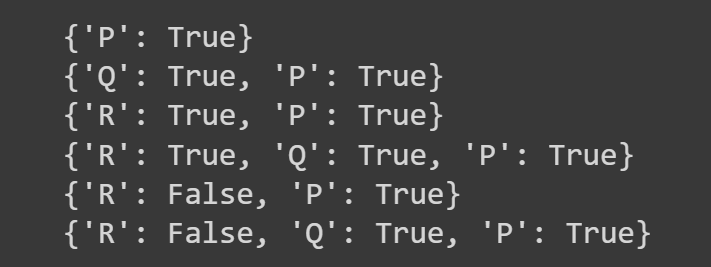 {'P': True}
{'Q': True, 'P': True}
{'R': True, 'P': True}
{'R': True, 'Q': True, 'P': True}
{'R': False, 'P': True}
{'R': False, 'Q': True, 'P': True}